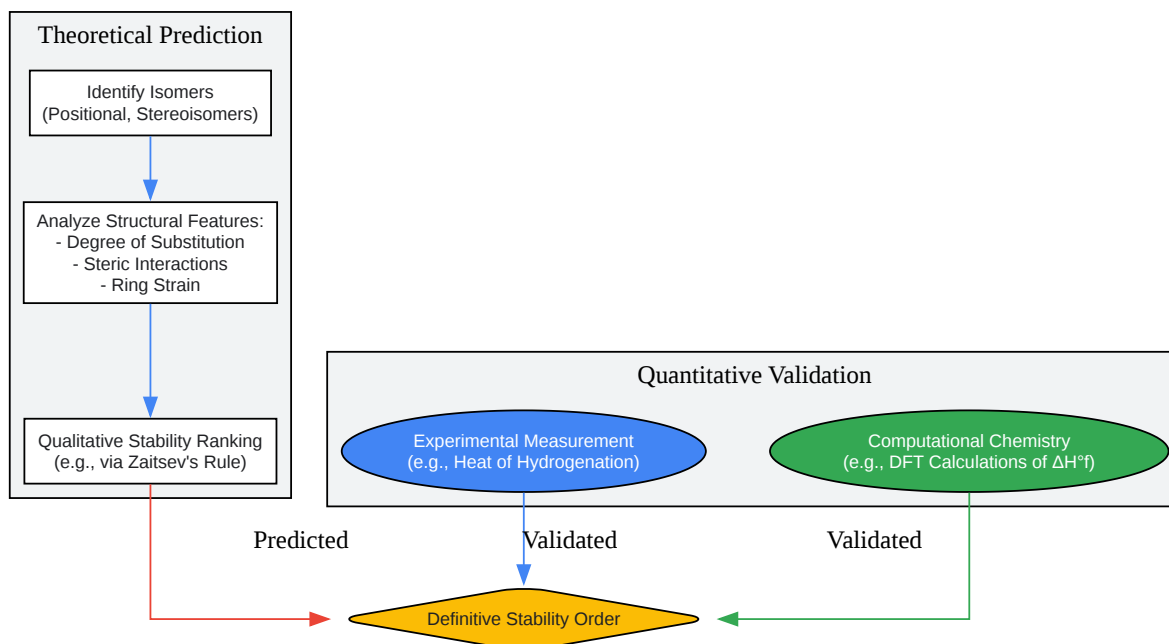 Theoretical Prediction
Identify Isomers
(Positional, Stereoisomers)
Analyze Structural Features:
- Degree of Substitution
- Steric Interactions
- Ring Strain
Qualitative Stability Ranking
(e.g., via Zaitsev's Rule)
Quantitative Validation
Experimental Measurement
(e.g., Heat of Hydrogenation)
Computational Chemistry
(e.g., DFT Calculations of ΔH°f)
Predicted
Validated
Validated
Definitive Stability Order